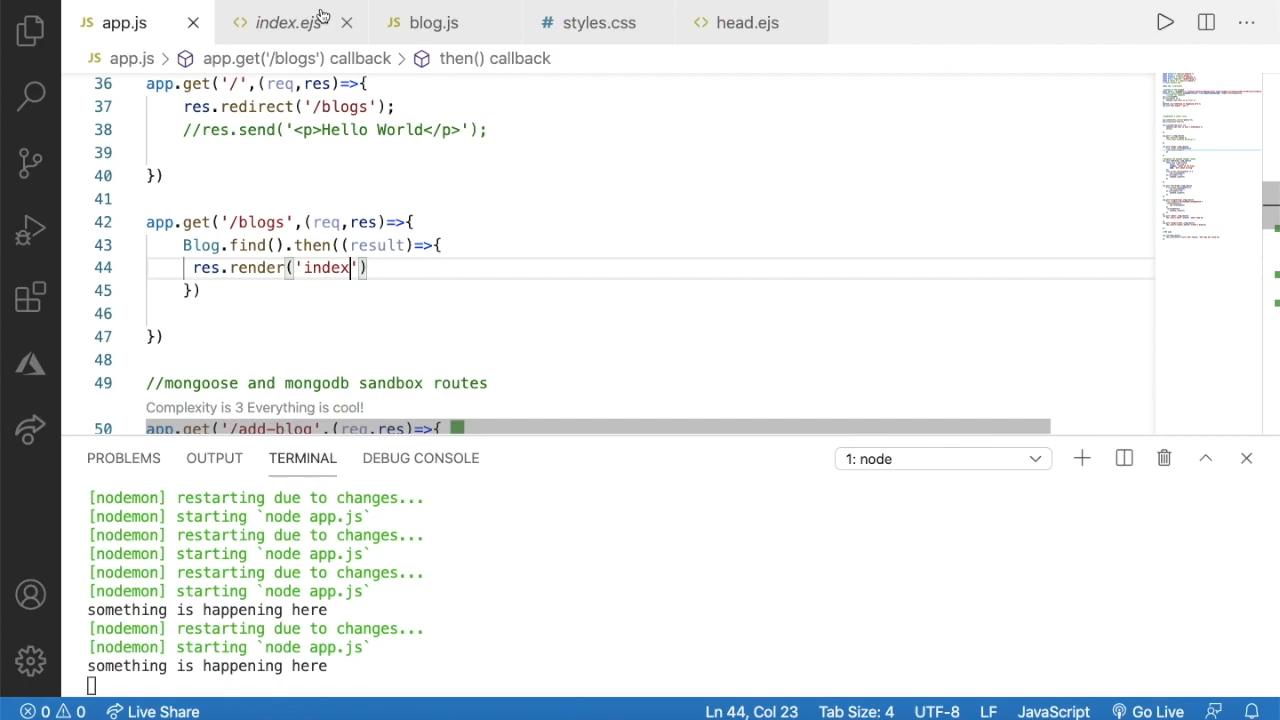 JS app.js
<> index.ejs
JS blog.js
# styles.css
<> head.ejs
JS app.js > app.get('/blogs') callback > then() callback
36 app.get('/',(req,res)=>{
37 res.redirect('/blogs');
38 //res.send('<p>Hello World</p>');
39
40 })
41
42 app.get('/blogs',(req,res)=>{
43 Blog.find().then((result)=>{
44 res.render('index')
45 })
46
47 })
48
49 //mongoose and mongodb sandbox routes
Complexity is 3 Everything is cool!
50 app.get('/add-blog',(req,res)=>{
PROBLEMS OUTPUT TERMINAL DEBUG CONSOLE 1: node
[nodemon] restarting due to changes...
[nodemon] starting `node app.js`
[nodemon] restarting due to changes...
[nodemon] starting `node app.js`
[nodemon] restarting due to changes...
[nodemon] starting `node app.js`
something is happening here
[nodemon] restarting due to changes...
[nodemon] starting `node app.js`
something is happening here
0 0 Live Share Ln 44, Col 23 Tab Size: 4 UTF-8 LF JavaScript Go Live